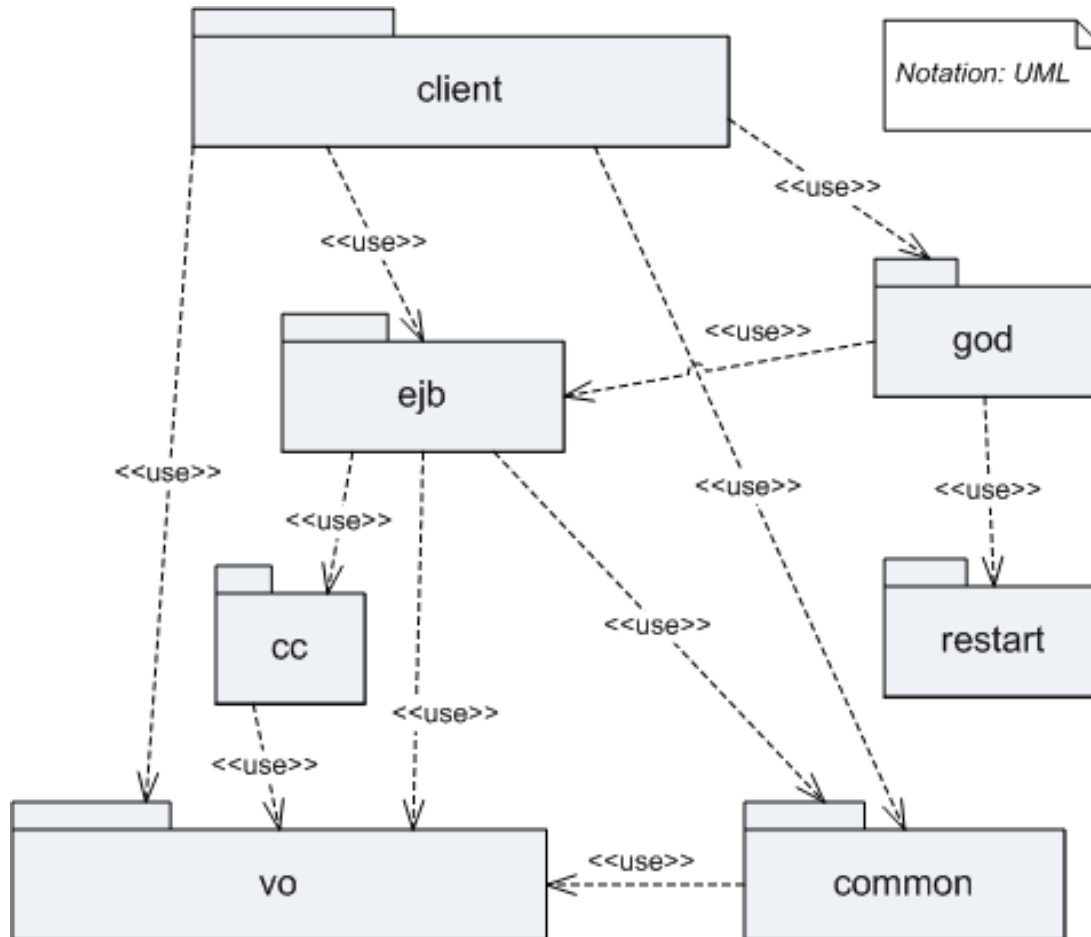 client
Notation: UML
<<use>>
<<use>>
god
<<use>>
ejb
<<use>>
<<use>>
<<use>>
<<use>>
<<use>>
restart
cc
<<use>>
<<use>>
<<use>>
<<use>>
vo
common